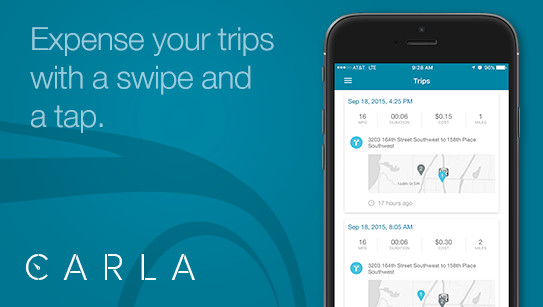 Expense your trips
with a swipe and
a tap.
CARLA
AT&T LTE 9:28 AM 90%
Trips
Sep 18, 2015, 4:25 PM
16 00:06 $0.15 1
MPG DURATION COST MILES
3203 164th Street Southwest to 158th Place
Southwest
17 hours ago
Sep 18, 2015, 8:05 AM
16 00:06 $0.30 2
MPG DURATION COST MILES
3203 164th Street Southwest to 158th Place
Southwest